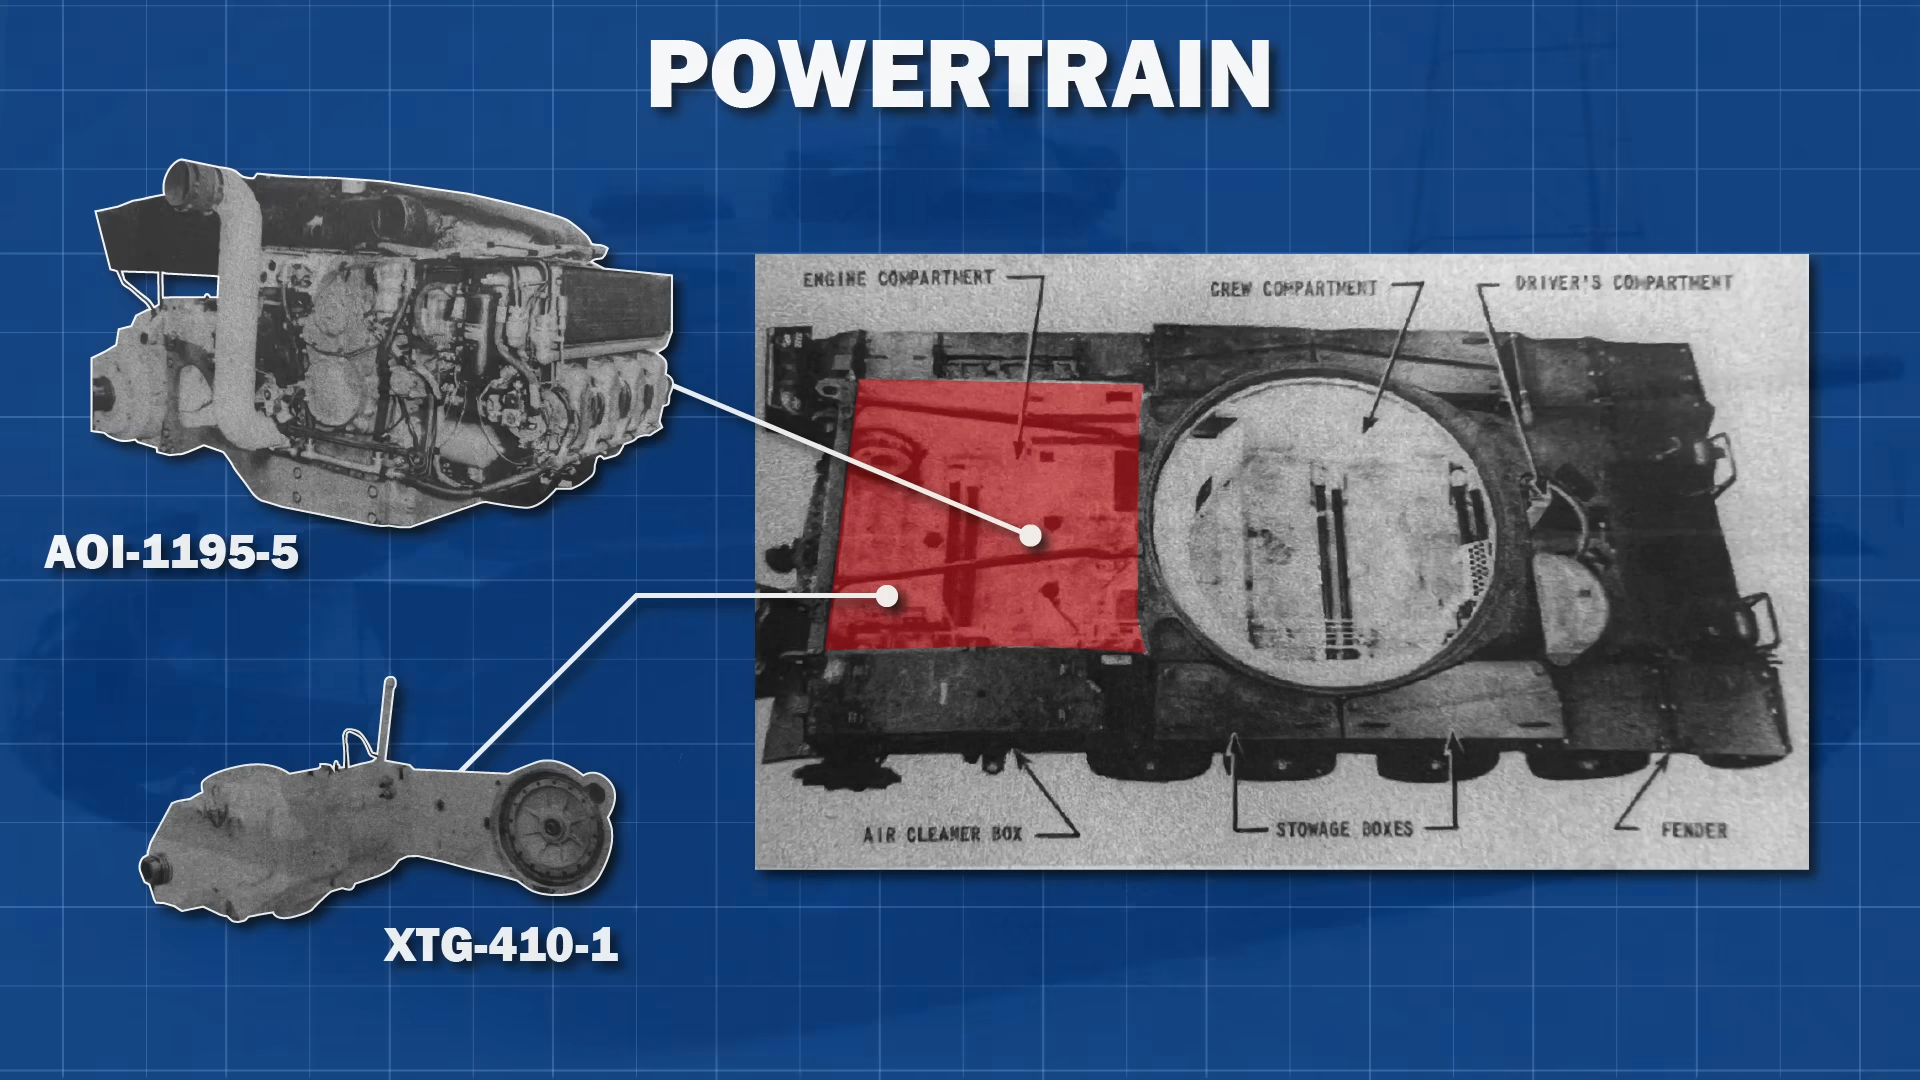 POWERTRAIN
ENGINE COMPARTMENT
CREW COMPARTMENT
DRIVER'S COMPARTMENT
AOI-1195-5
AIR CLEANER BOX
STOWAGE BOXES
FENDER
XTG-410-1